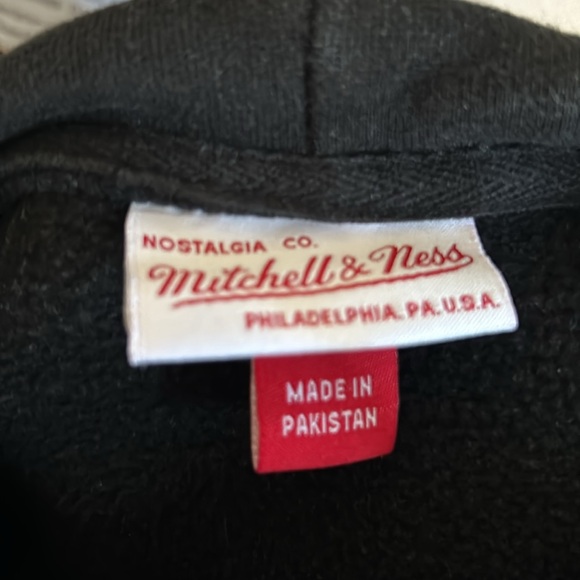 NOSTALGIA CO.
Mitchell & Ness
PHILADELPHIA. PA. U.S.A.
MADE IN
PAKISTAN